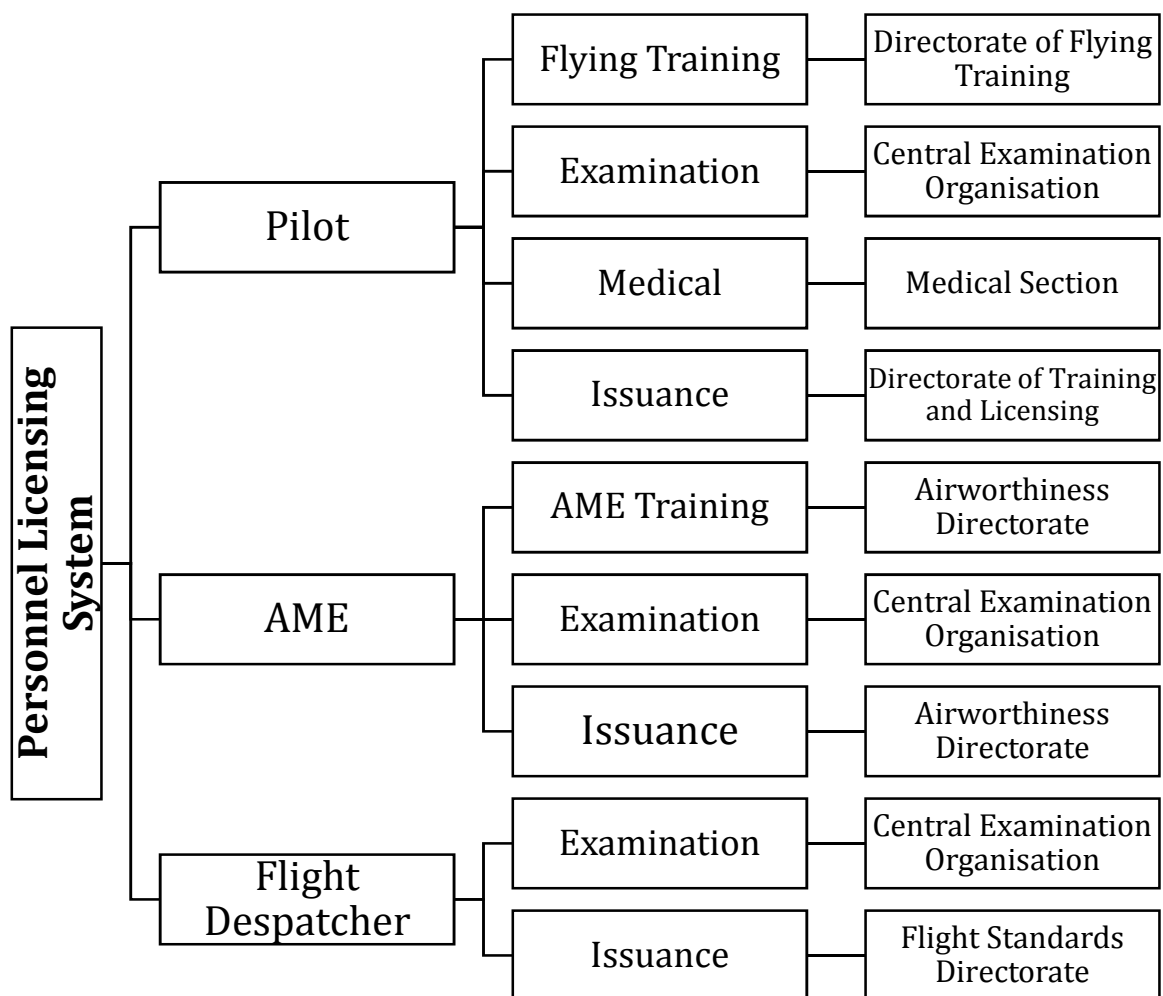 Personnel Licensing
System
Pilot
Flying Training
Directorate of Flying
Training
Examination
Central Examination
Organisation
Medical
Medical Section
Issuance
Directorate of Training
and Licensing
AME
AME Training
Airworthiness
Directorate
Examination
Central Examination
Organisation
Issuance
Airworthiness
Directorate
Flight
Despatcher
Examination
Central Examination
Organisation
Issuance
Flight Standards
Directorate